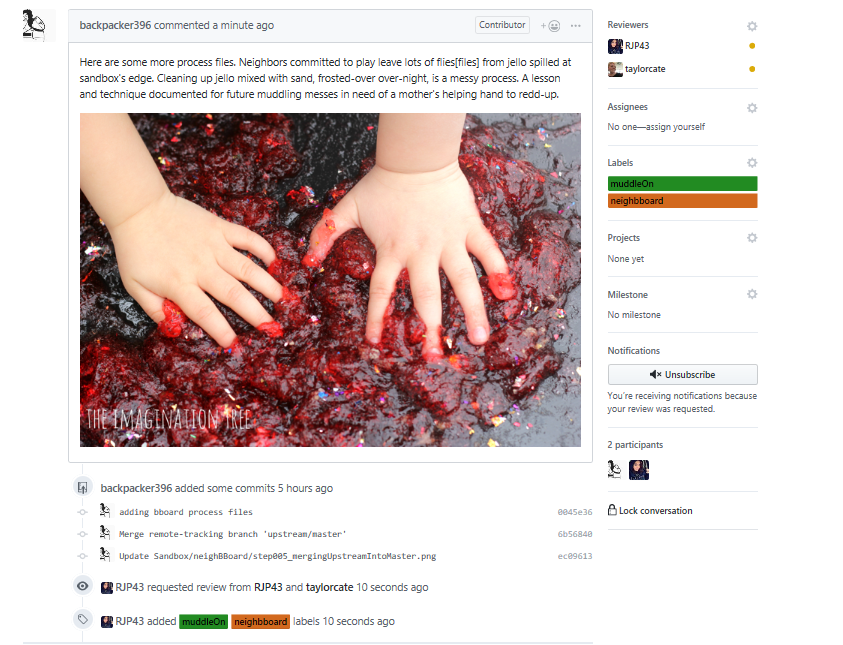 backpacker396 commented a minute ago
Contributor
Here are some more process files. Neighbors committed to play leave lots of flies[files] from jello spilled at
sandbox's edge. Cleaning up jello mixed with sand, frosted-over over-night, is a messy process. A lesson
and technique documented for future muddling messes in need of a mother's helping hand to redd-up.
THE IMAGINATION TREE
backpacker396 added some commits 5 hours ago
adding bboard process files 0045e36
Merge remote-tracking branch 'upstream/master' 6b56840
Update Sandbox/neighBBoard/step005_mergingUpstreamIntoMaster.png ec09613
RJP43 requested review from RJP43 and taylorcate 10 seconds ago
RJP43 added muddleOn neighbboard labels 10 seconds ago
Reviewers
RJP43
taylorcate
Assignees
No one—assign yourself
Labels
muddleOn
neighbboard
Projects
None yet
Milestone
No milestone
Notifications
Unsubscribe
You're receiving notifications because
your review was requested.
2 participants
Lock conversation